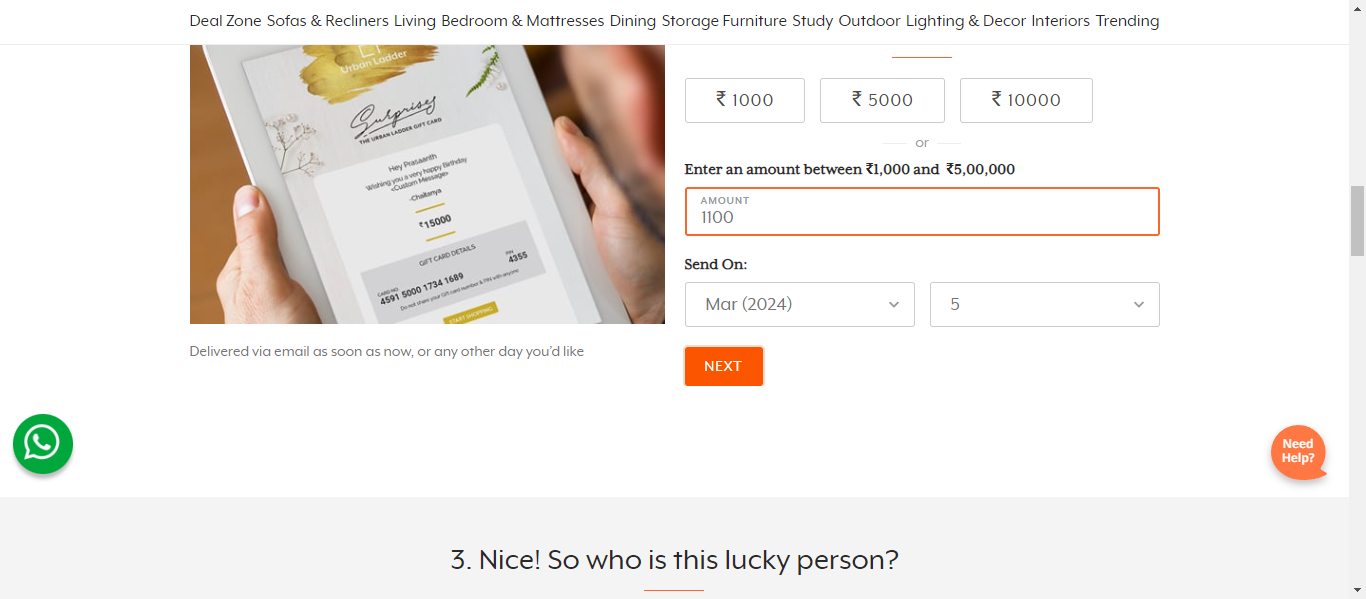 Deal Zone Sofas & Recliners Living Bedroom & Mattresses Dining Storage Furniture Study Outdoor Lighting & Decor Interiors Trending
Urban Ladder
Surprises
THE URBAN LADDER GIFT CARD
Hey Prasaanth
Wishing you a very happy Birthday
<Custom Message>
-Chaitanya
₹15000
GIFT CARD DETAILS
CARD NO. PIN
4591 5000 1734 1689 4355
Do not share your Gift card number & PIN with anyone
START SHOPPING
Delivered via email as soon as now, or any other day you'd like
₹ 1000 ₹ 5000 ₹ 10000
or
Enter an amount between ₹1,000 and ₹5,00,000
AMOUNT
1100
Send On:
Mar (2024) 5
NEXT
Need
Help?
3. Nice! So who is this lucky person?